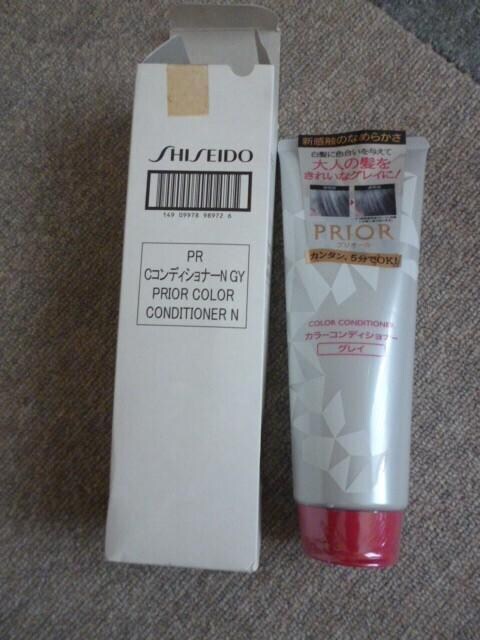 SHISEIDO
149 09978 98972 6
PR
CコンディショナーN GY
PRIOR COLOR
CONDITIONER N
新感触のなめらかさ
白髪に色合いを与えて
大人の髪を
きれいなグレイに!
PRIOR
プリオール
カンタン、5分でOK!
COLOR CONDITIONER
カラーコンディショナー
グレイ